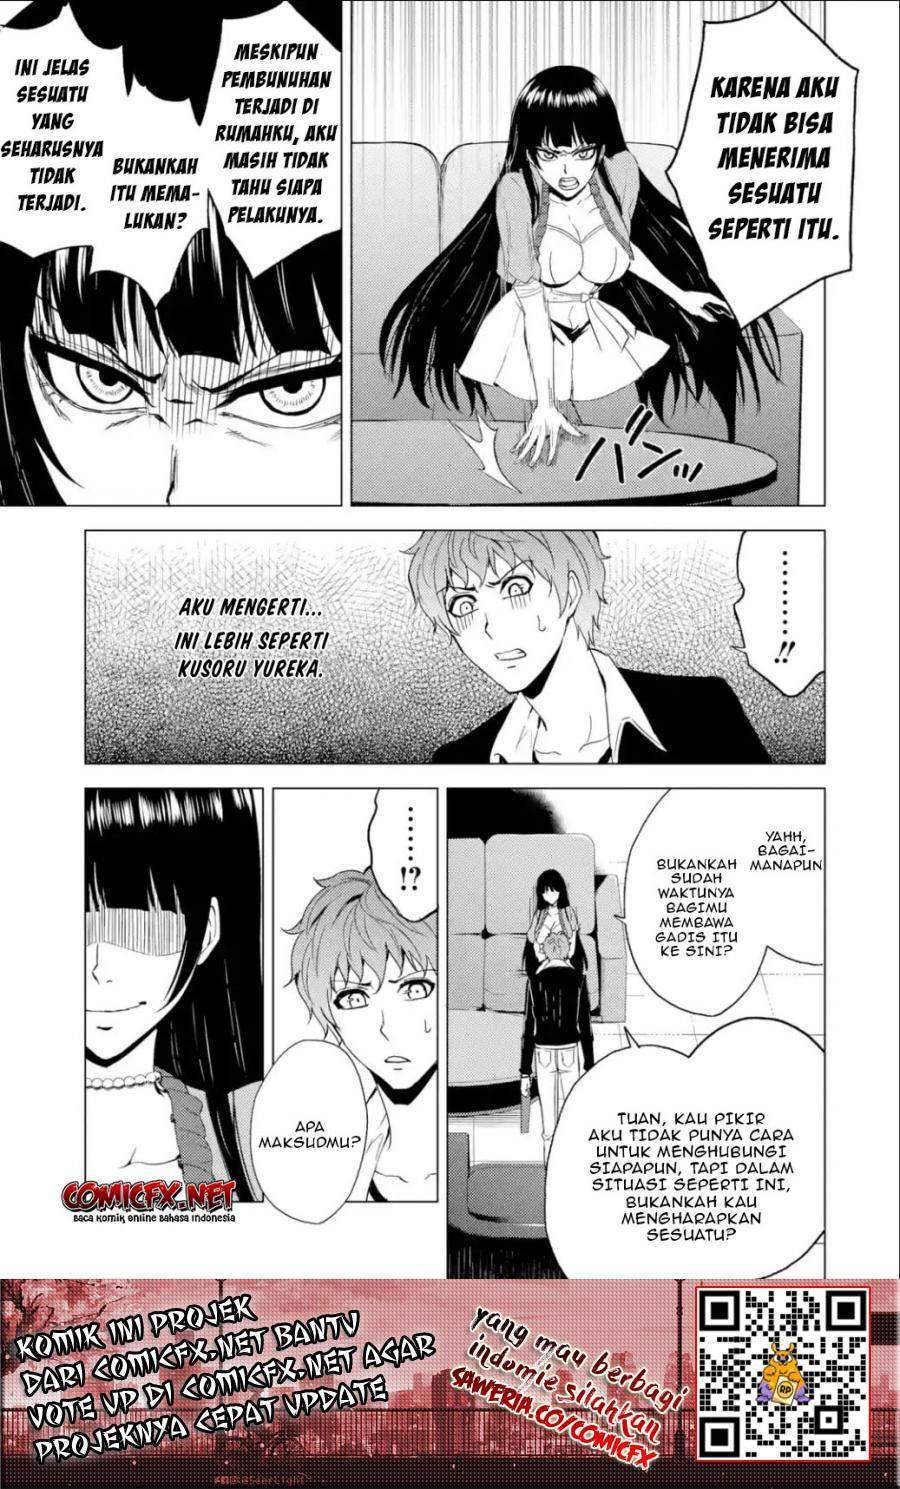 KARENA AKU
TIDAK BISA
MENERIMA
SESUATU
SEPERTI ITU.
バンッ
MESKIPUN
PEMBUNUHAN
TERJADI DI
RUMAHKU, AKU
MASIH TIDAK
TAHU SIAPA
PELAKUNYA.
BUKANKAH
ITU MEMA-
LUKAN?
INI JELAS
SESUATU
YANG
SEHARUSNYA
TIDAK
TERJADI.
........!!
AKU MENGERTI...
INI LEBIH SEPERTI
KUSORU YUREKA.
YAHH,
BAGAI-
MANAPUN
BUKANKAH
SUDAH
WAKTUNYA
BAGIMU
MEMBAWA
GADIS ITU
KE SINI?
TUAN, KAU PIKIR
AKU TIDAK PUNYA CARA
UNTUK MENGHUBUNGI
SIAPAPUN, TAPI DALAM
SITUASI SEPERTI INI,
BUKANKAH KAU
MENGHARAPKAN
SESUATU?
......!?
APA
MAKSUDMU?
COMICFX.NET
Baca Komik Online Bahasa Indonesia
KOMIK INI PROJEK
DARI COMICFX.NET BANTU
VOTE UP DI COMICFX.NET AGAR
PROJEKNYA CEPAT UPDATE
yang mau berbagi
indomie silahkan
SAWERIA.CO/COMICFX
RP